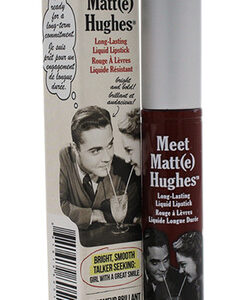 ready for a
long-term
commitment.
Je suis
prêt pour un
engagement
de longue
durée.
Matt(e)
Hughes®
Long-Lasting
Liquid Lipstick
Rouge À Lèvres
Liquide Résistant
bright and bold!
brillant et
audacieux!
BRIGHT, SMOOTH
TALKER SEEKING:
GIRL WITH A GREAT SMILE.
BRILLANT
Meet
Matt(e)
Hughes™
Long-Lasting
Liquid Lipstick
Rouge à Lèvres
Liquide Longue Durée